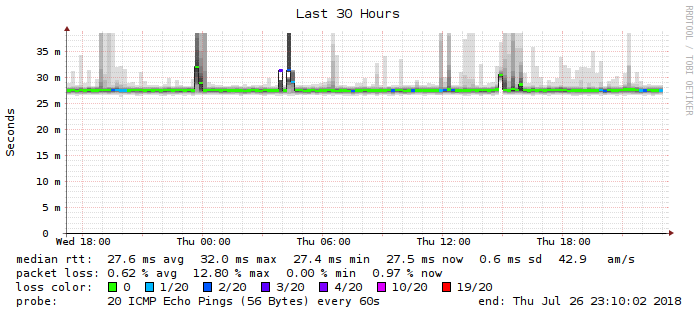 Last 30 Hours
RRDTOOL / TOBI OETIKER
Seconds
35 m
30 m
25 m
20 m
15 m
10 m
5 m
0
Wed 18:00 Thu 00:00 Thu 06:00 Thu 12:00 Thu 18:00
median rtt: 27.6 ms avg 32.0 ms max 27.4 ms min 27.5 ms now 0.6 ms sd 42.9 am/s
packet loss: 0.62 % avg 12.80 % max 0.00 % min 0.97 % now
loss color: 0 1/20 2/20 3/20 4/20 10/20 19/20
probe: 20 ICMP Echo Pings (56 Bytes) every 60s end: Thu Jul 26 23:10:02 2018